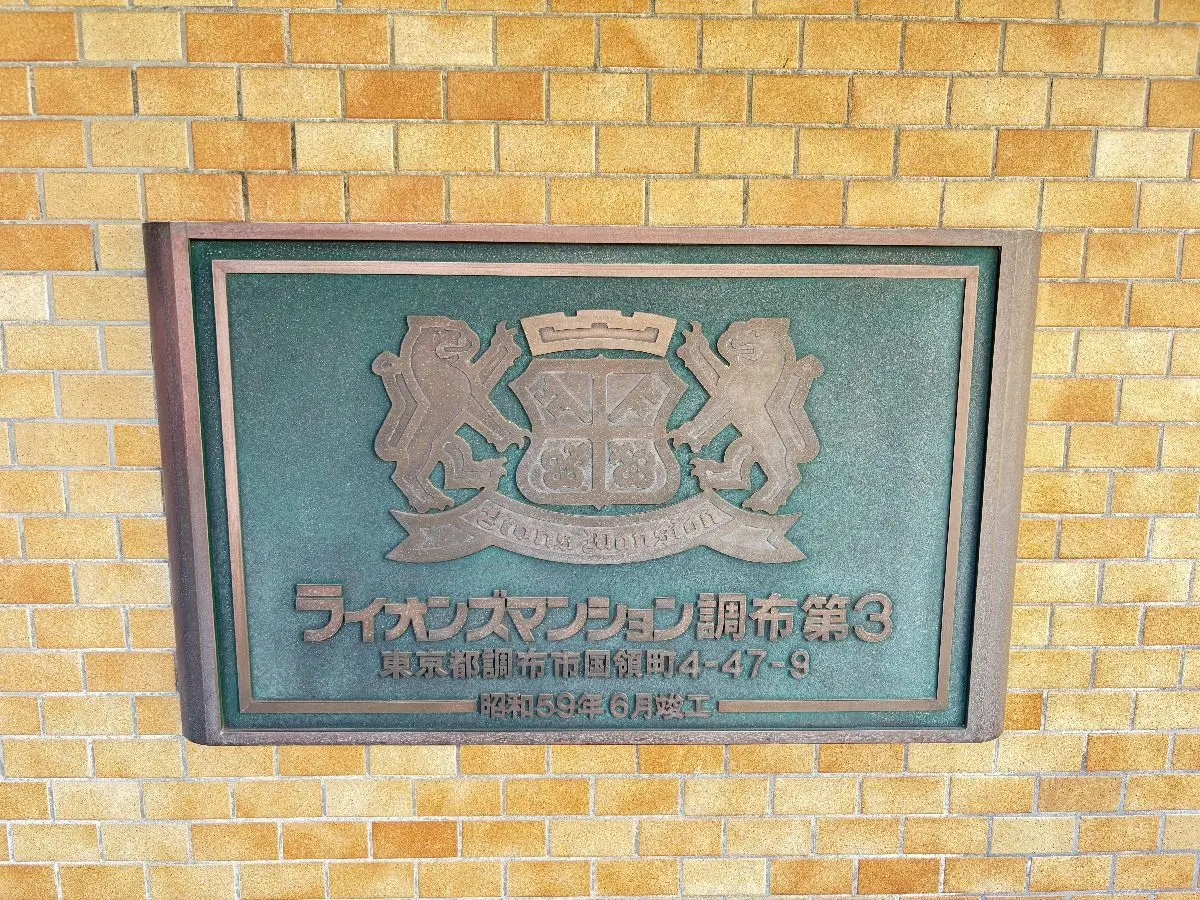 Lions Mansion
ライオンズマンション調布第3
東京都調布市国領町4-47-9
昭和59年6月竣工